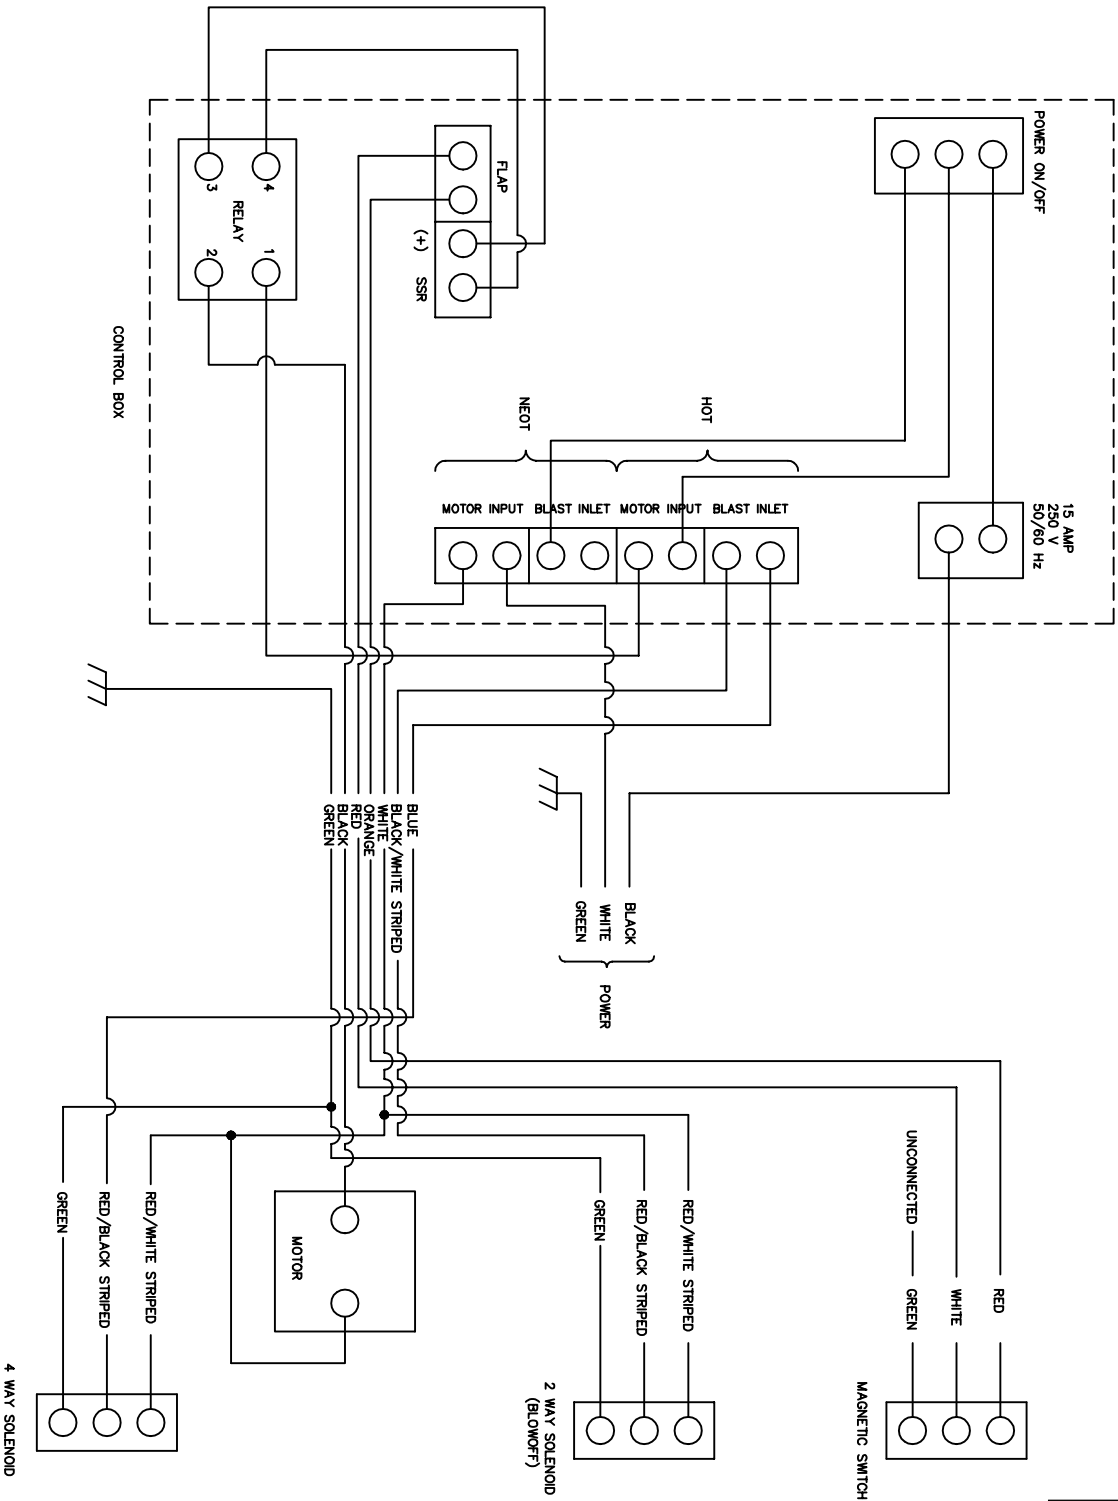 POWER ON/OFF
15 AMP
250 V
50/60 Hz
HOT
NEOT
BLAST INLET
MOTOR INPUT
BLAST INLET
MOTOR INPUT
FLAP
(+)
SSR
RELAY
4
3
1
2
CONTROL BOX
BLACK
WHITE
GREEN
POWER
BLUE
BLACK/WHITE STRIPED
WHITE
ORANGE
RED
BLACK
GREEN
RED
WHITE
UNCONNECTED
GREEN
MAGNETIC SWITCH
RED/WHITE STRIPED
RED/BLACK STRIPED
GREEN
2 WAY SOLENOID
(BLOWOFF)
MOTOR
RED/WHITE STRIPED
RED/BLACK STRIPED
GREEN
4 WAY SOLENOID